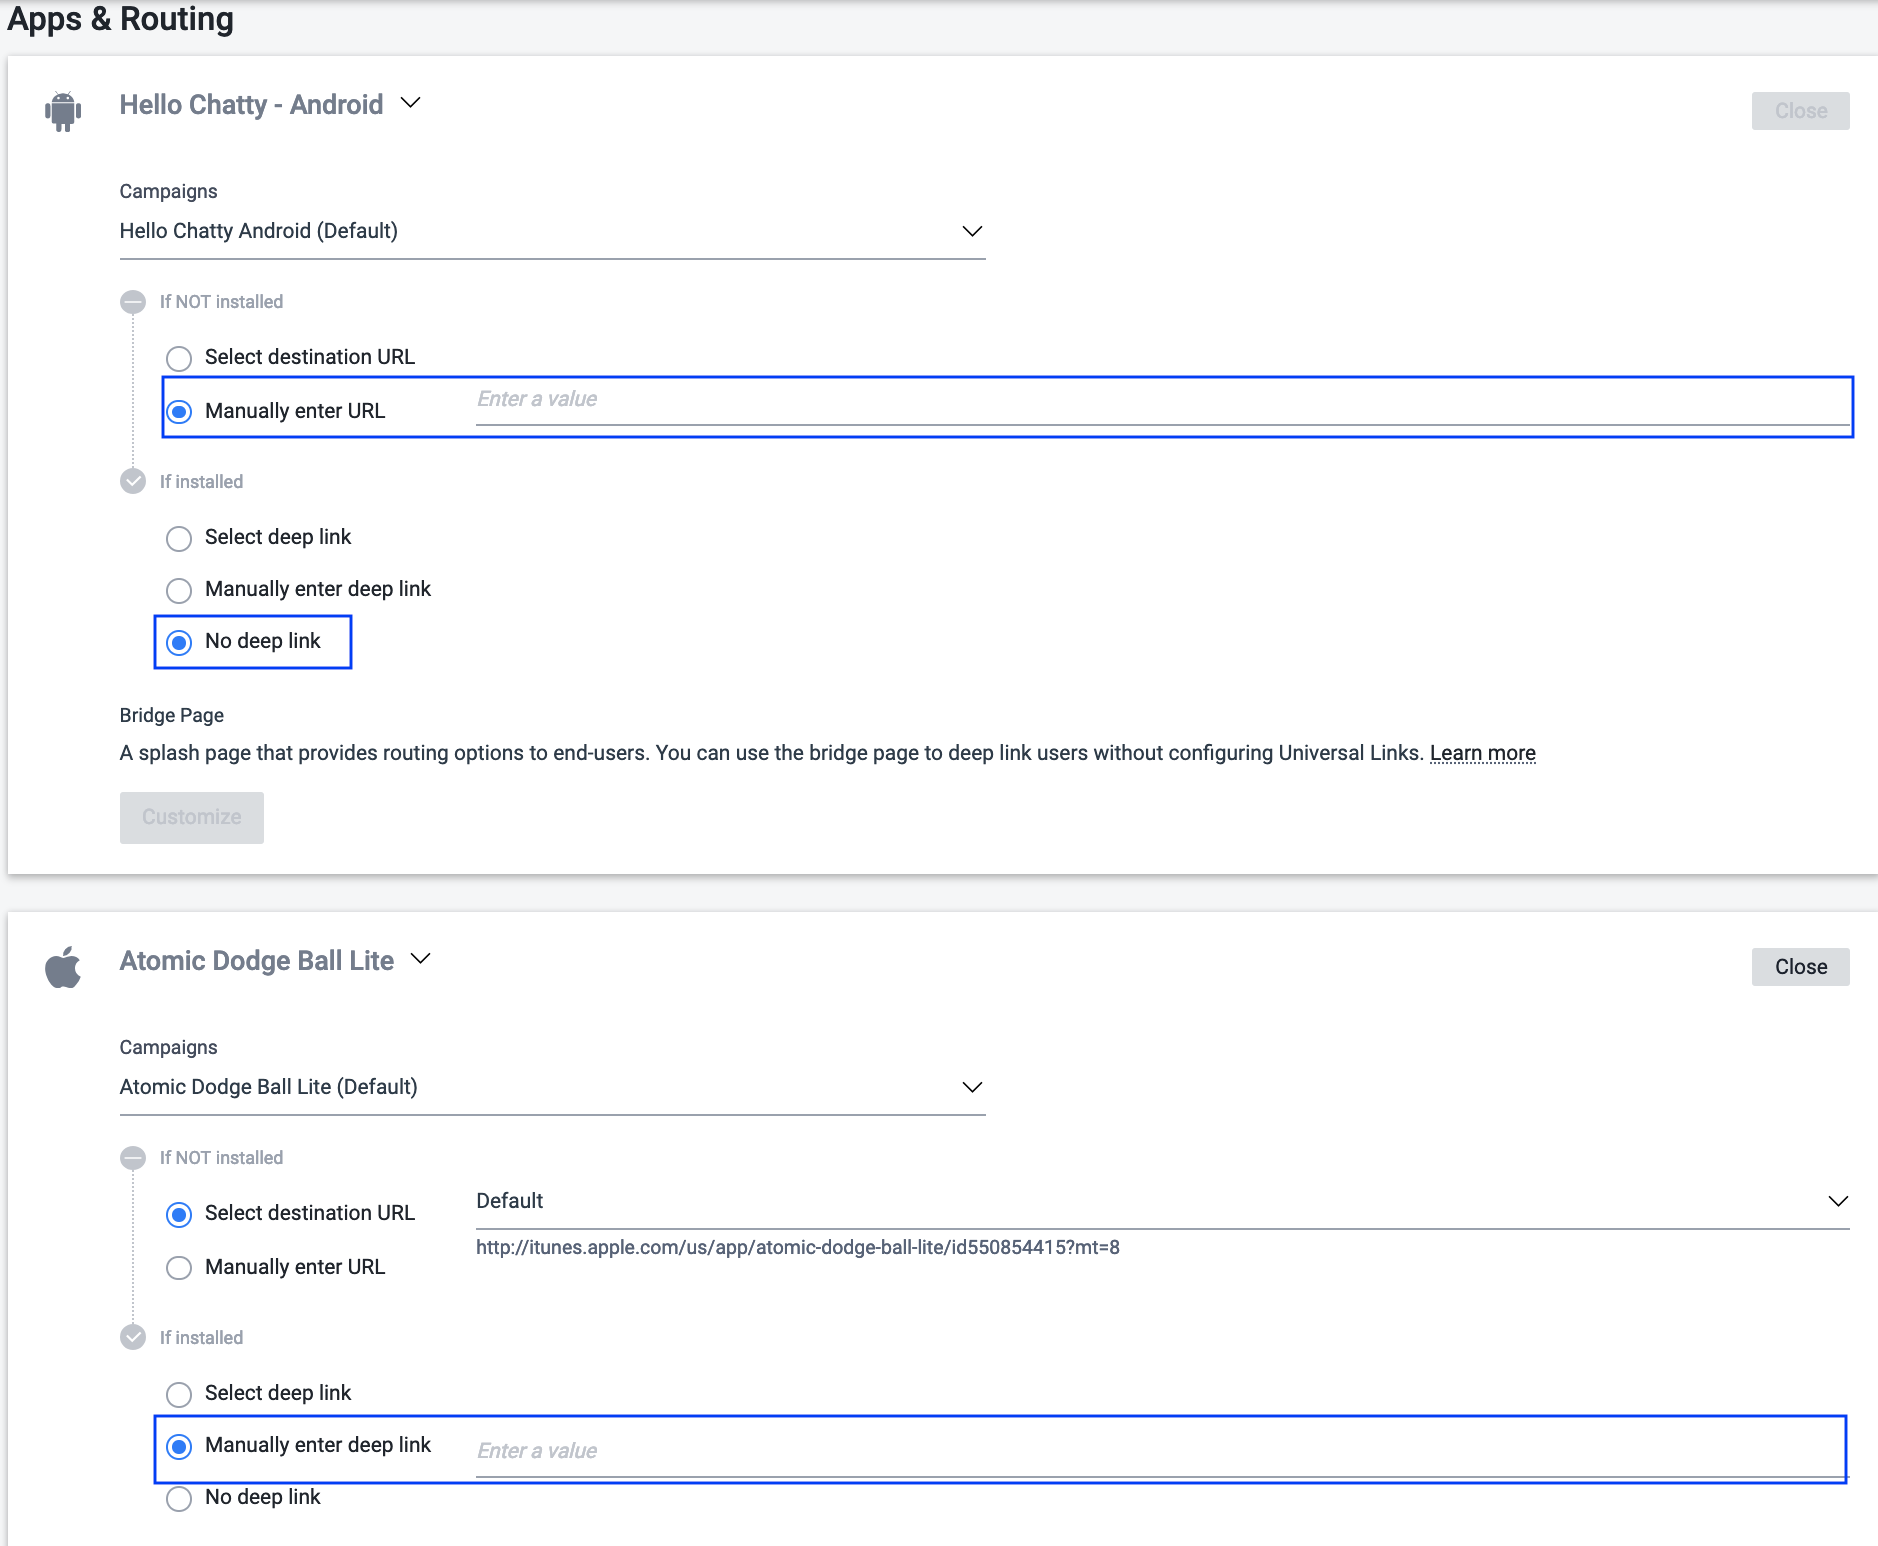 Apps & Routing
Hello Chatty - Android
Close
Campaigns
Hello Chatty Android (Default)
If NOT installed
Select destination URL
Manually enter URL
Enter a value
If installed
Select deep link
Manually enter deep link
No deep link
Bridge Page
A splash page that provides routing options to end-users. You can use the bridge page to deep link users without configuring Universal Links. Learn more
Customize
Atomic Dodge Ball Lite
Close
Campaigns
Atomic Dodge Ball Lite (Default)
If NOT installed
Select destination URL
Default
http://itunes.apple.com/us/app/atomic-dodge-ball-lite/id550854415?mt=8
Manually enter URL
If installed
Select deep link
Manually enter deep link
Enter a value
No deep link